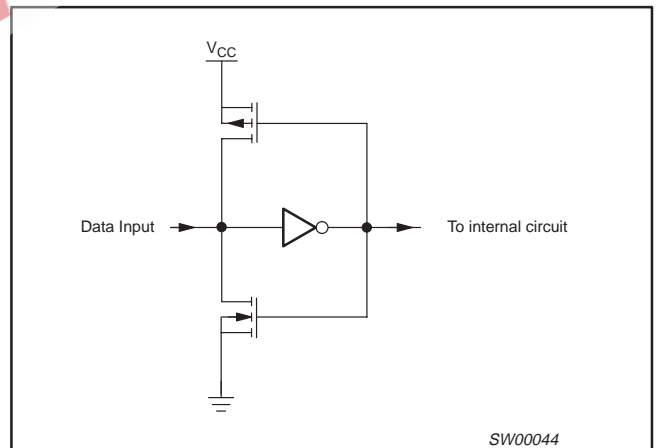 VCC
Data Input
To internal circuit
SW00044